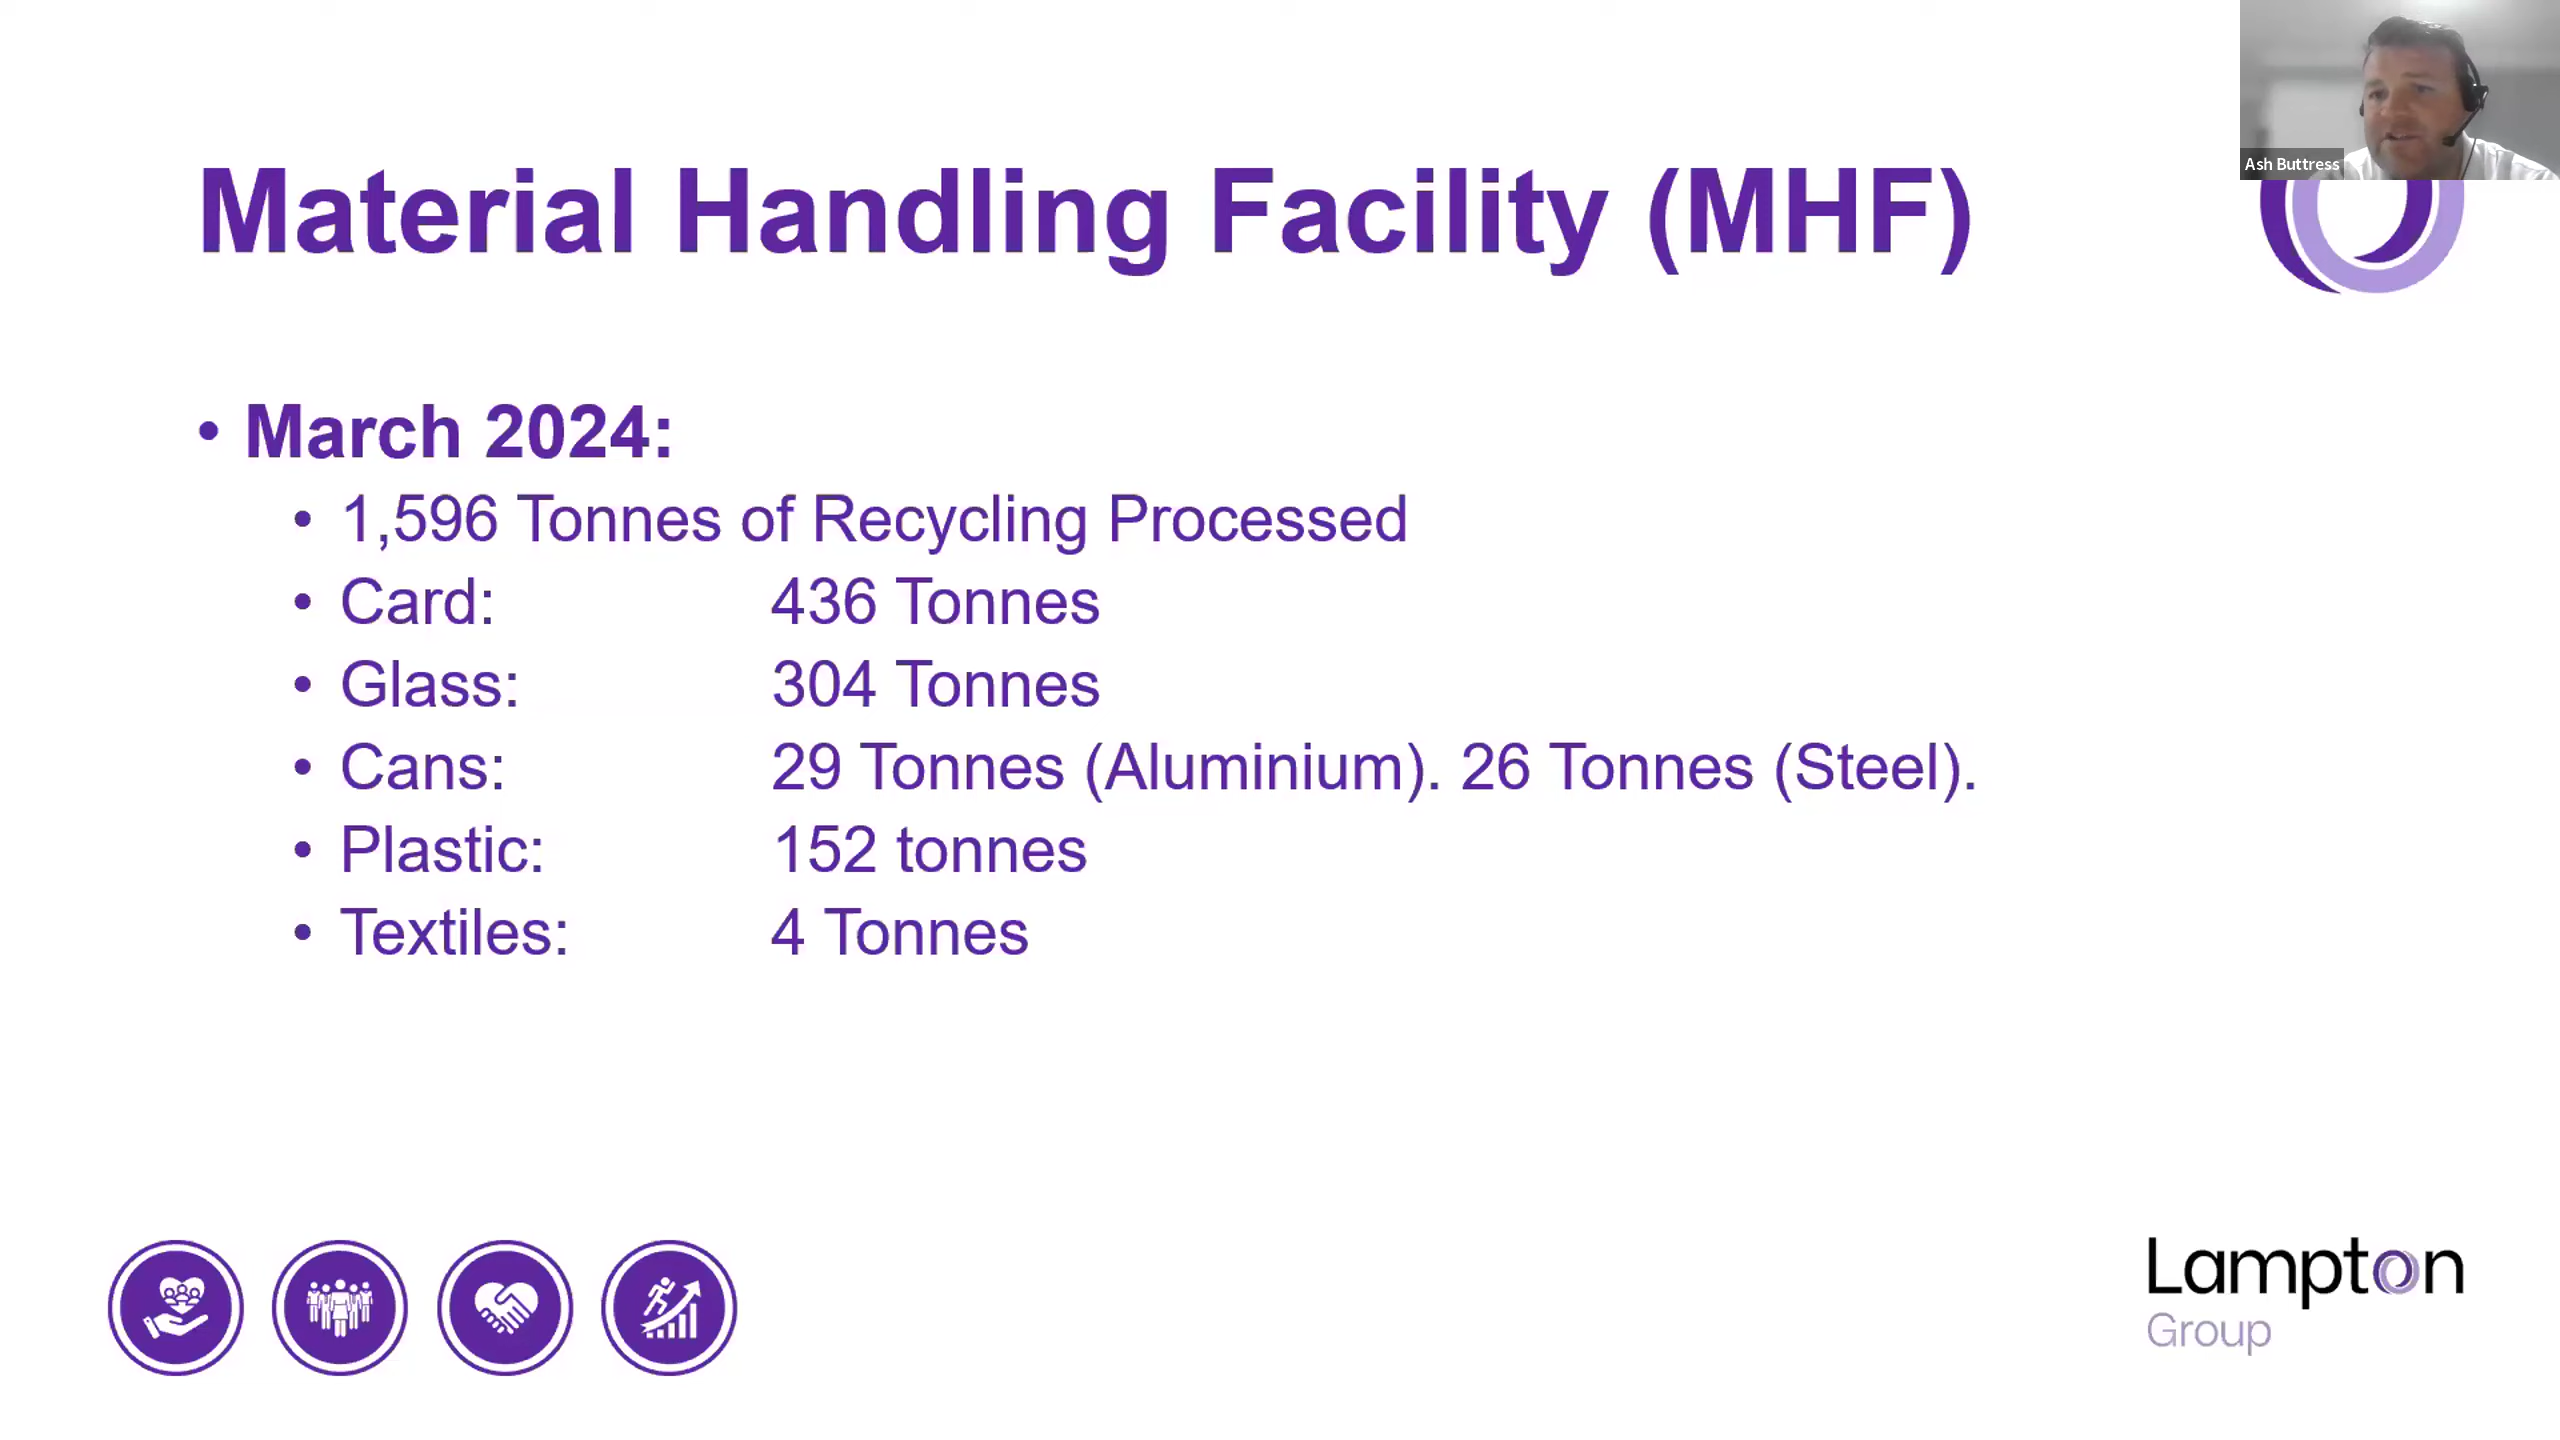 Ash Buttress
Material Handling Facility (MHF)
• March 2024:
• 1,596 Tonnes of Recycling Processed
• Card: 436 Tonnes
• Glass: 304 Tonnes
• Cans: 29 Tonnes (Aluminium). 26 Tonnes (Steel).
• Plastic: 152 tonnes
• Textiles: 4 Tonnes
Lampton
Group